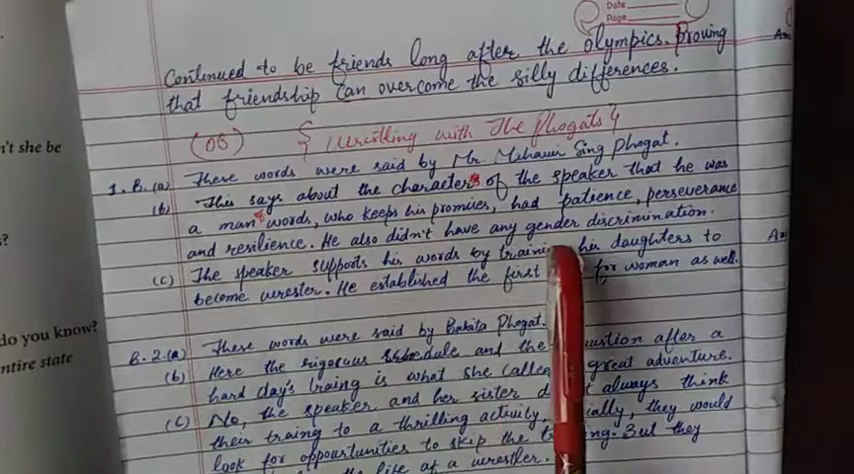 Date
Page
Continued to be friends long after the olympics. Proving
Ans
that friendship can overcome the silly differences.
n't she be
(08) { Wrestling with The Phogats }
1. B. (a) These words were said by Mr. Mahavir Sing Phogat.
(b) This says about the character of the speaker that he was
a man words, who keeps his promies, had patience, perseverance
?
and resilience. He also didn't have any gender discrimination.
(c) The speaker supports his words by training his daughters to
become wrester. He established the first for woman as well.
do you know?
ntire state
B. 2. (a) These words were said by Babita Phogat.
(b) Here the rigorous schedule and the after a
hard day's traing is what she called great adventure.
(c) No, the speaker and her sister always think
their traing to a thrilling activity, they would
look for oppourtunities to skip the But they
the life of a wrestler.